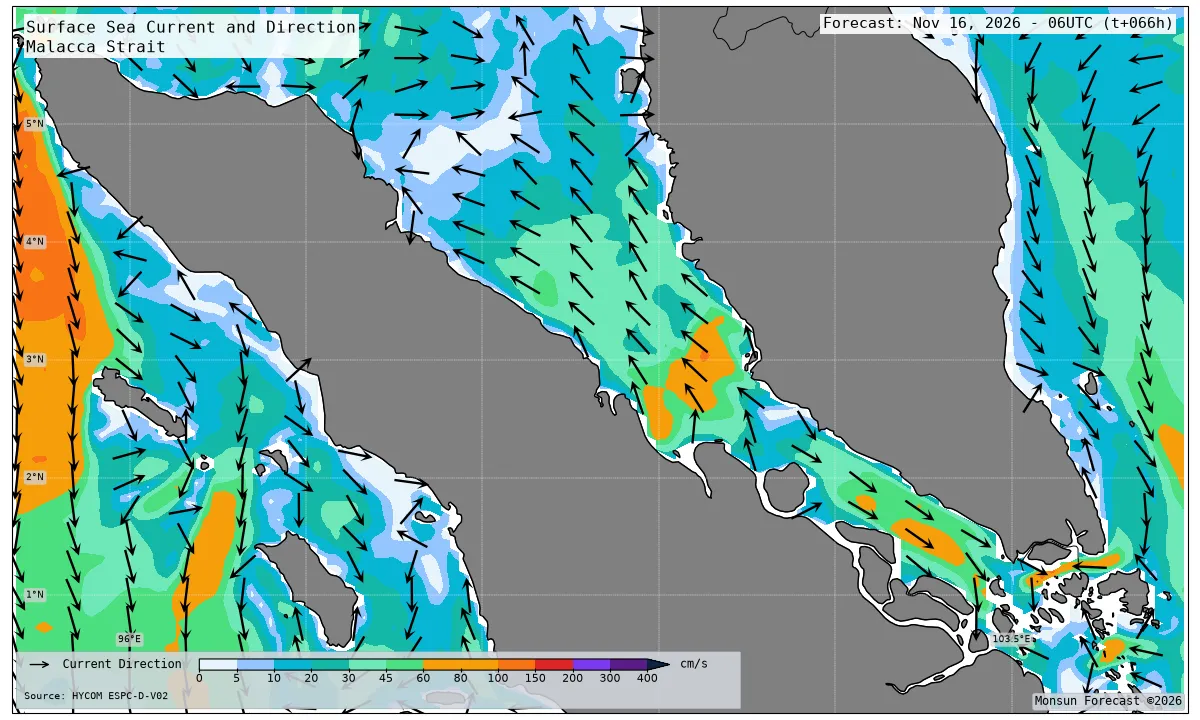 Surface Sea Current and Direction
Malacca Strait
Forecast: Nov 16, 2026 - 06UTC (t+066h)
5°N
4°N
3°N
2°N
1°N
96°E
103.5°E
Current Direction
0 5 10 20 30 45 60 80 100 150 200 300 400
cm/s
Source: HYCOM ESPC-D-V02
Monsun Forecast ©2026